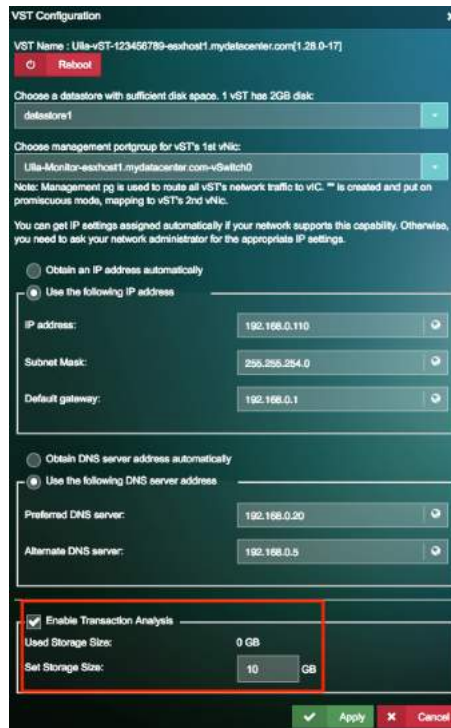 VST Configuration
VST Name : Uila-vST-123456789-esxhost1.mydatacenter.com[1.28.0-17]
Reboot
Choose a datastore with sufficient disk space. 1 vST has 2GB disk:
datastore1
Choose management portgroup for vST's 1st vNic:
Uila-Monitor-esxhost1.mydatacenter.com-vSwitch0
Note: Management pg is used to route all vST's network traffic to vIC. "" is created and put on
promiscuous mode, mapping to vST's 2nd vNic.
You can get IP settings assigned automatically if your network supports this capability. Otherwise,
you need to ask your network administrator for the appropriate IP settings.
Obtain an IP address automatically
Use the following IP address
IP address: 192.168.0.110
Subnet Mask: 255.255.254.0
Default gateway: 192.168.0.1
Obtain DNS server address automatically
Use the following DNS server address
Preferred DNS server: 192.168.0.20
Alternate DNS server: 192.168.0.5
Enable Transaction Analysis
Used Storage Size: 0 GB
Set Storage Size: 10 GB
Apply Cancel